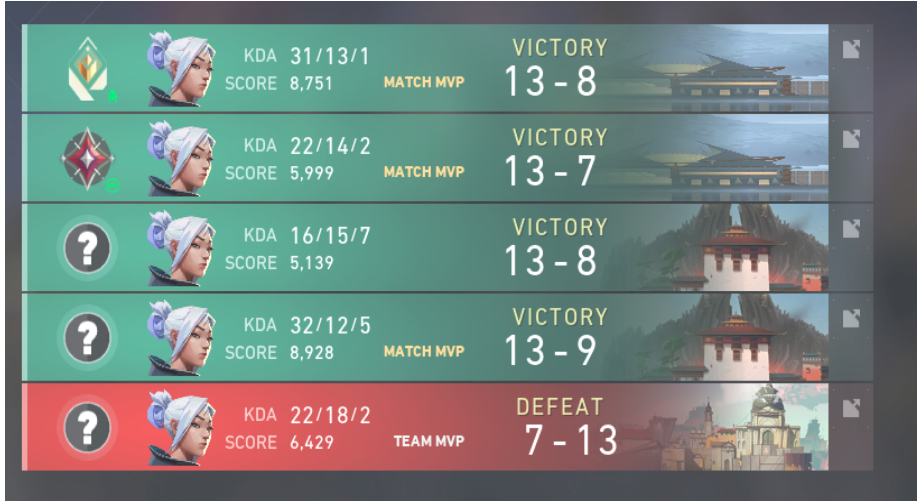 KDA 31/13/1
SCORE 8,751 MATCH MVP
VICTORY
13 - 8
KDA 22/14/2
SCORE 5,999 MATCH MVP
VICTORY
13 - 7
? KDA 16/15/7
SCORE 5,139
VICTORY
13 - 8
? KDA 32/12/5
SCORE 8,928 MATCH MVP
VICTORY
13 - 9
? KDA 22/18/2
SCORE 6,429 TEAM MVP
DEFEAT
7 - 13